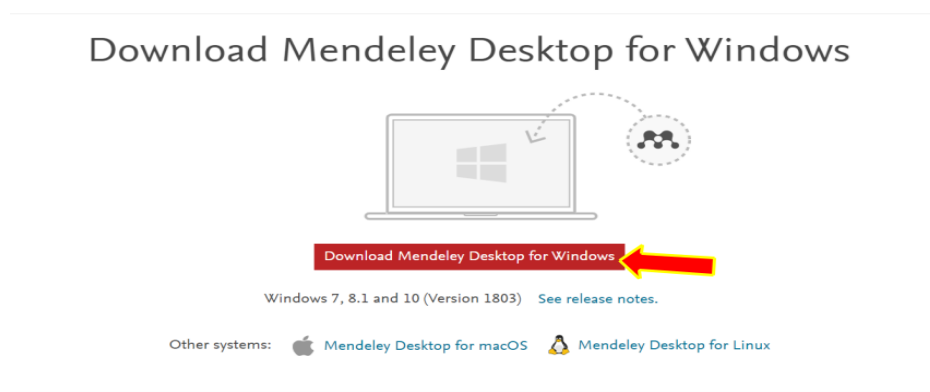 Download Mendeley Desktop for Windows
Download Mendeley Desktop for Windows
Windows 7, 8.1 and 10 (Version 1803) See release notes.
Other systems: Mendeley Desktop for macOS Mendeley Desktop for Linux